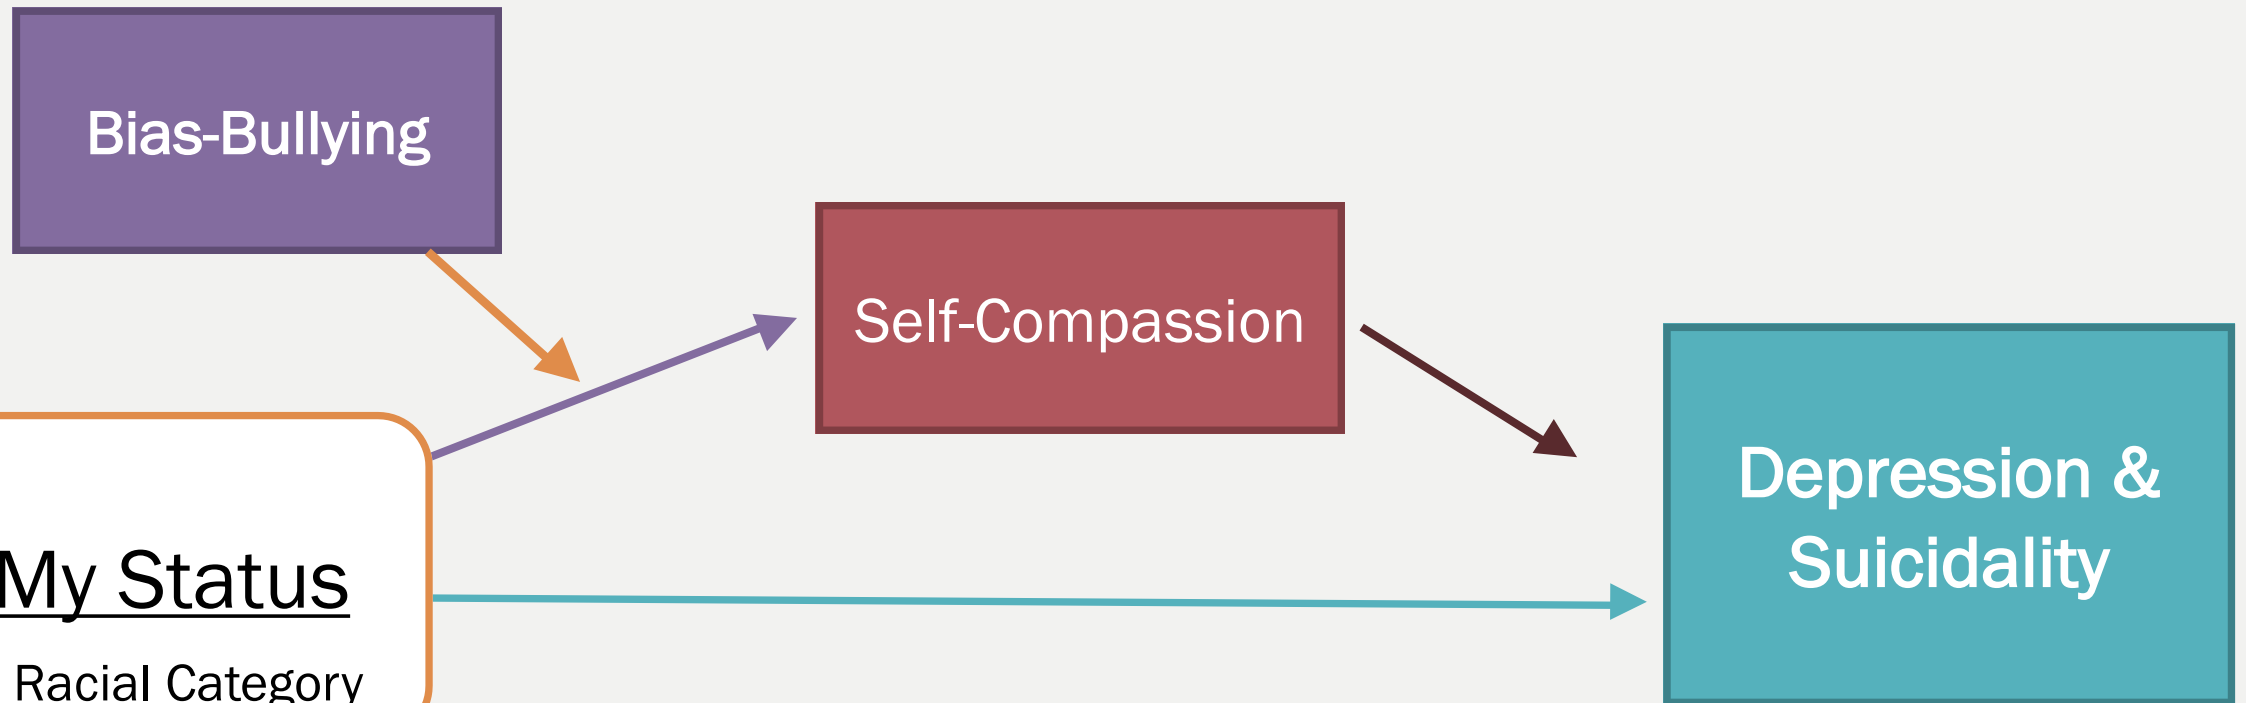 Bias-Bullying
Self-Compassion
Depression &
Suicidality
My Status
Racial Category